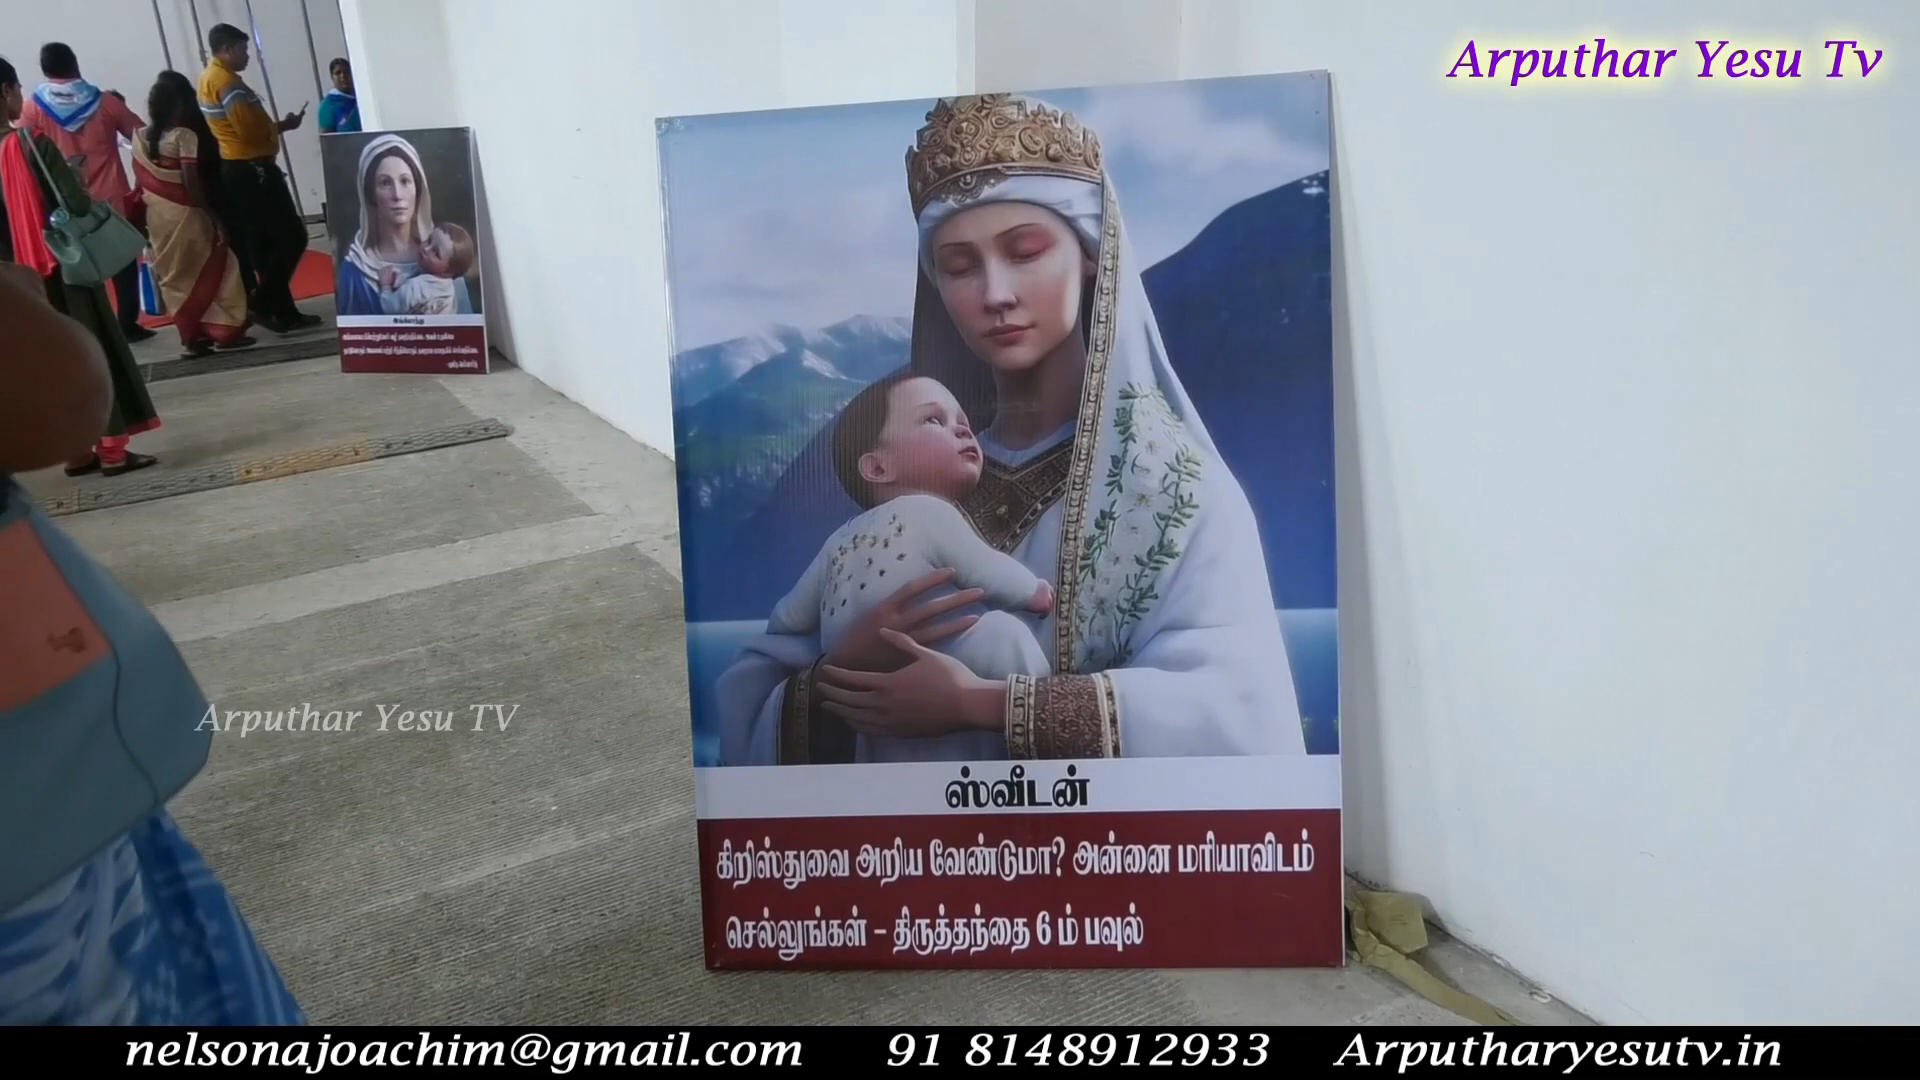 Arputhar Yesu Tv
ஸ்வீடன்
கிறிஸ்துவை அறிய வேண்டுமா? அன்னை மரியாவிடம்
செல்லுங்கள் - திருத்தந்தை 6 ம் பவுல்
Arputhar Yesu TV
nelsonajoachim@gmail.com 91 8148912933 Arputharyesutv.in